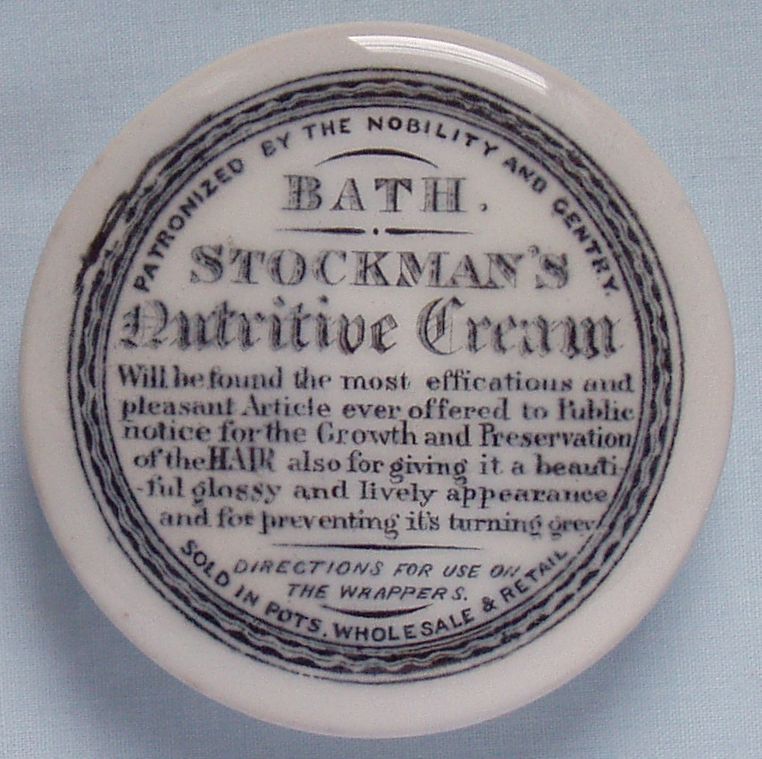 PATRONIZED BY THE NOBILITY AND GENTRY.
BATH.
STOCKMAN'S
Nutritive Cream
Will be found the most efficatious and
pleasant Article ever offered to Public
notice for the Growth and Preservation
of the HAIR also for giving it a beauti-
-ful glossy and lively appearance
and for preventing it's turning grey
DIRECTIONS FOR USE ON
THE WRAPPERS.
SOLD IN POTS, WHOLESALE & RETAIL